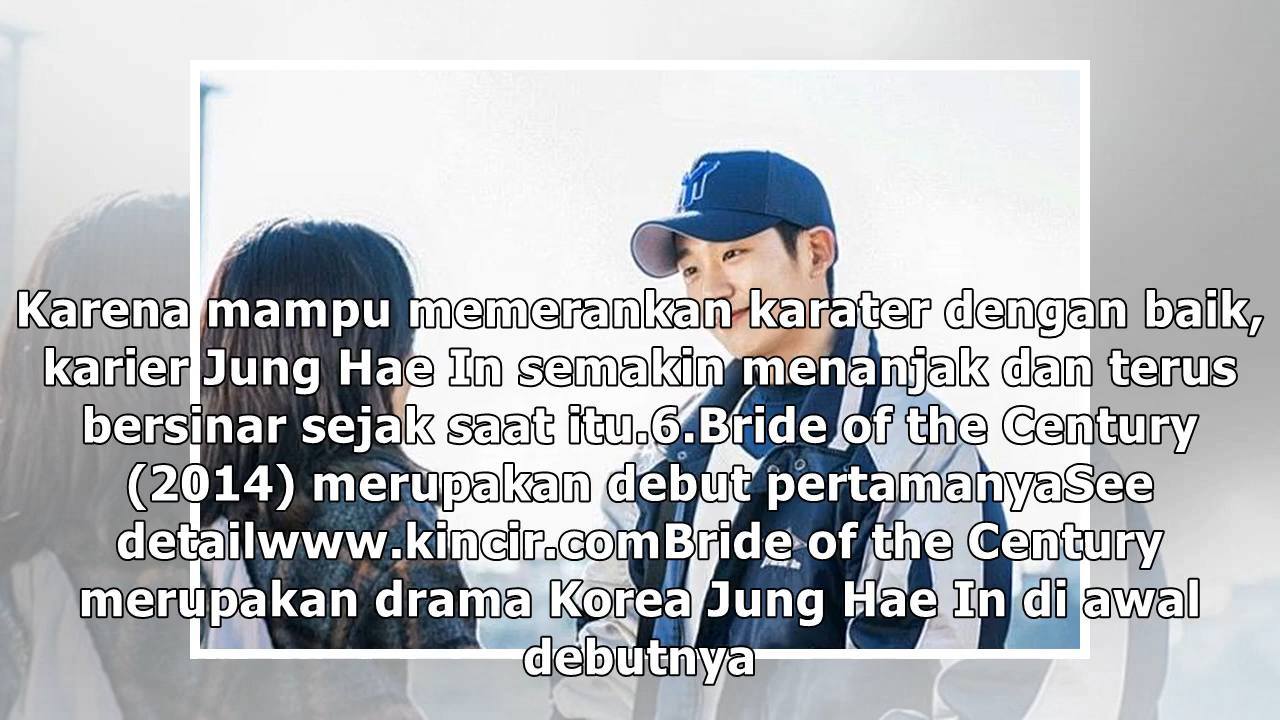 Karena mampu memerankan karater dengan baik,
karier Jung Hae In semakin menanjak dan terus
bersinar sejak saat itu.6.Bride of the Century
(2014) merupakan debut pertamanyaSee
detailwww.kincir.comBride of the Century
merupakan drama Korea Jung Hae In di awal
debutnya